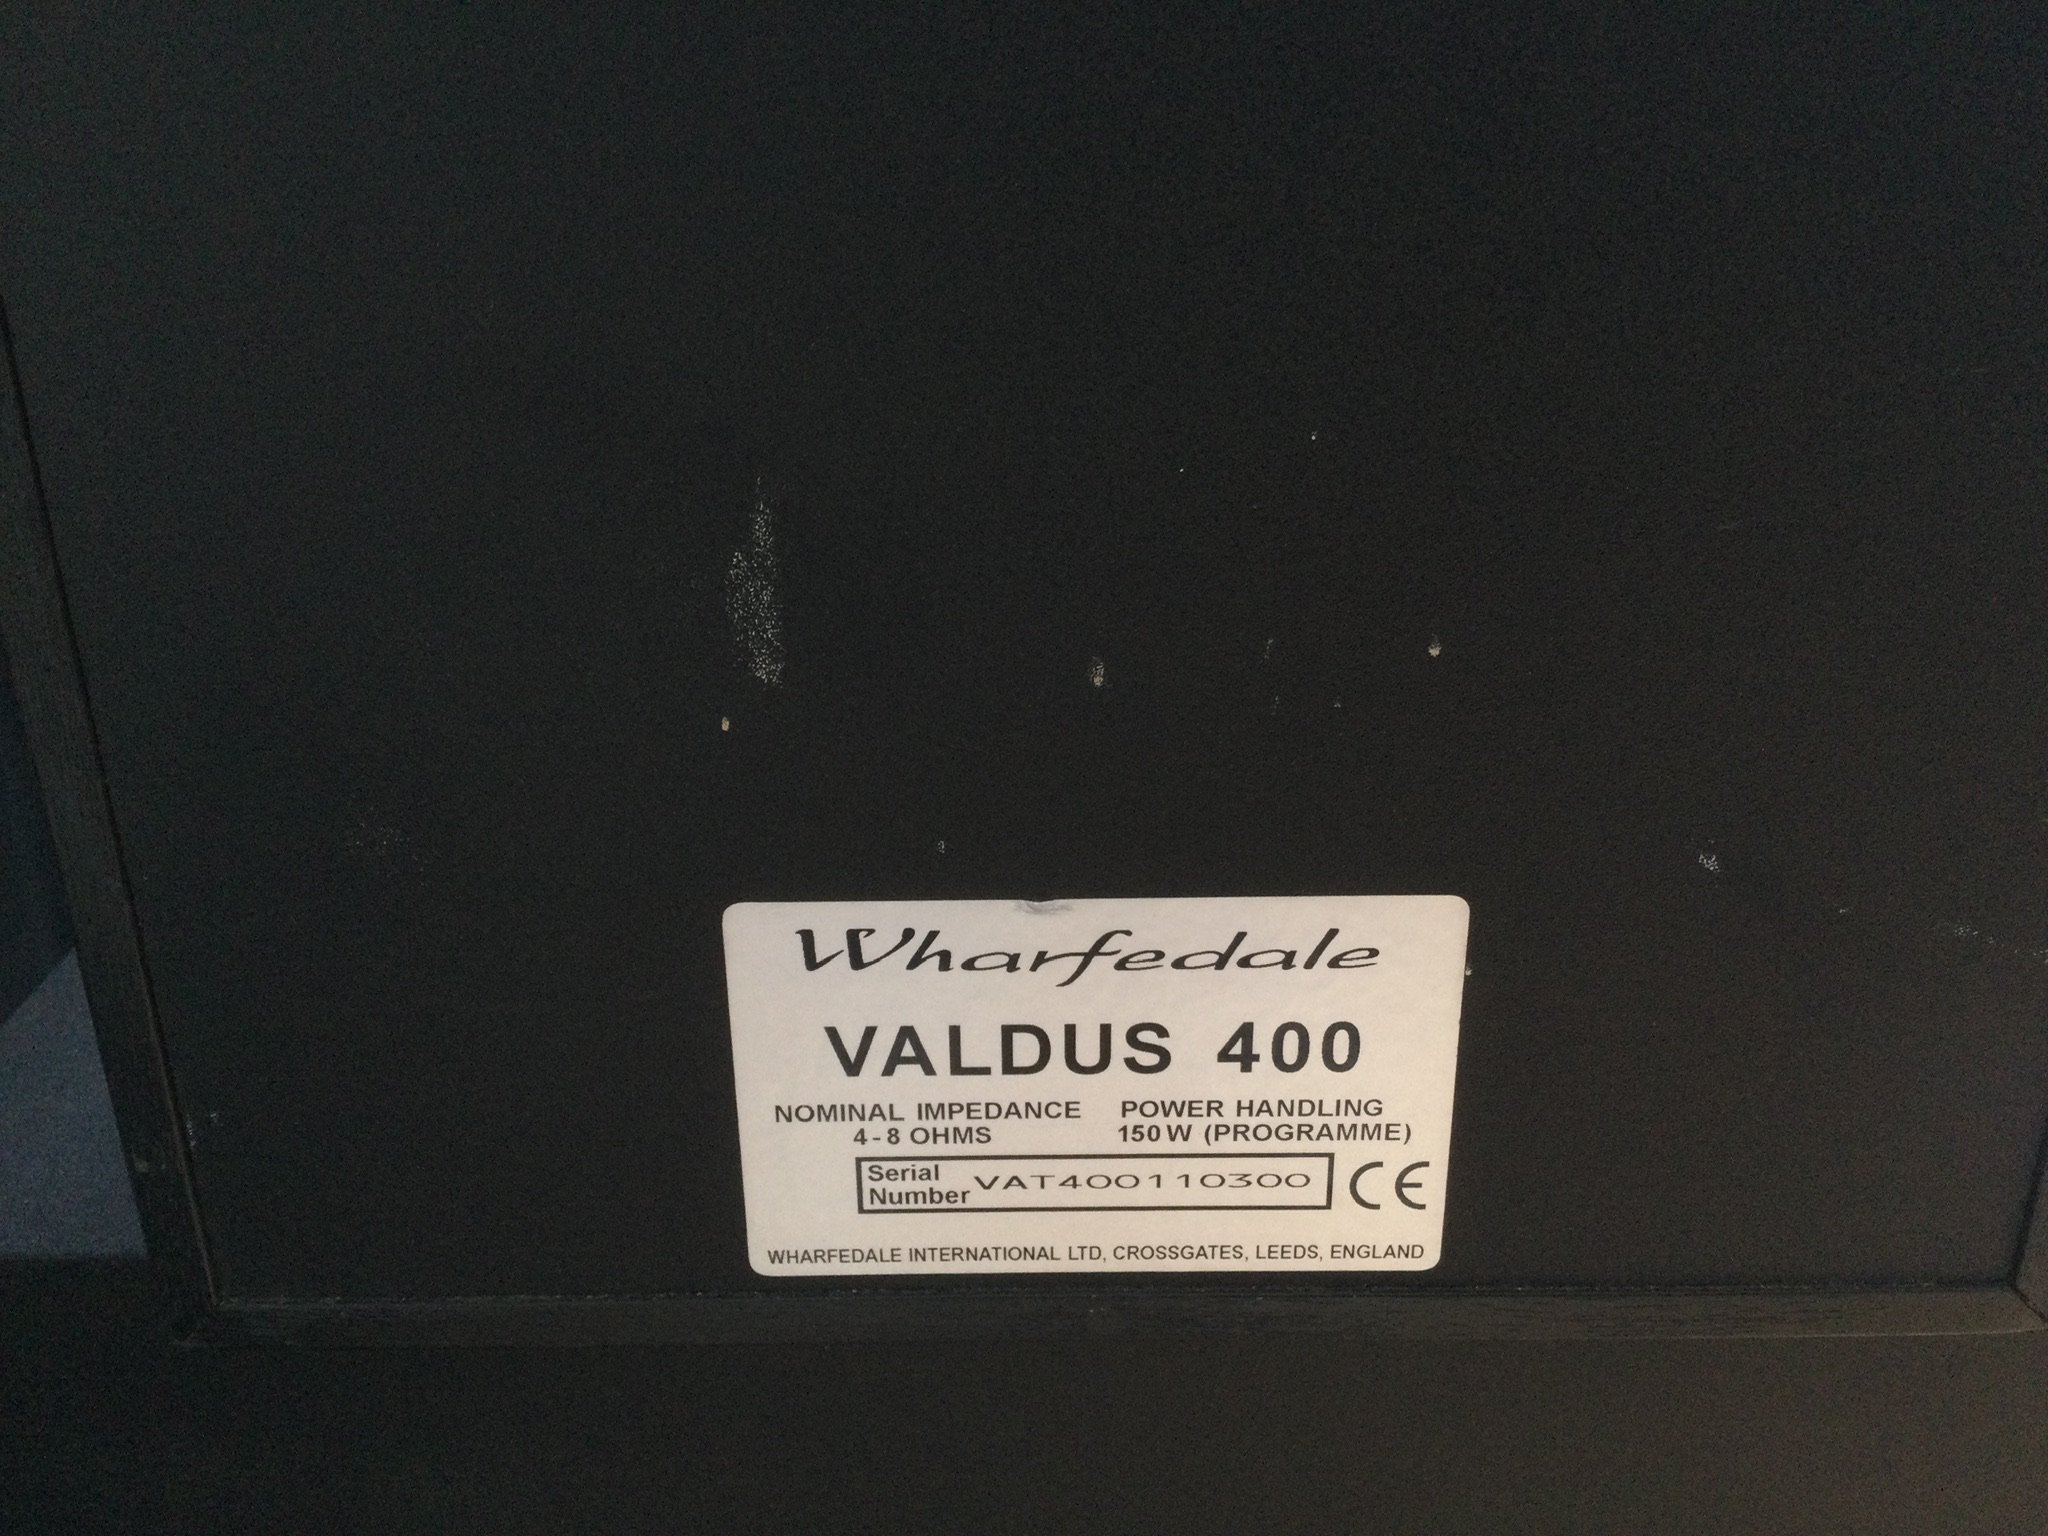 Wharfedale
VALDUS 400
NOMINAL IMPEDANCE POWER HANDLING
4-8 OHMS 150W (PROGRAMME)
Serial Number VAT400110300 CE
WHARFEDALE INTERNATIONAL LTD, CROSSGATES, LEEDS, ENGLAND